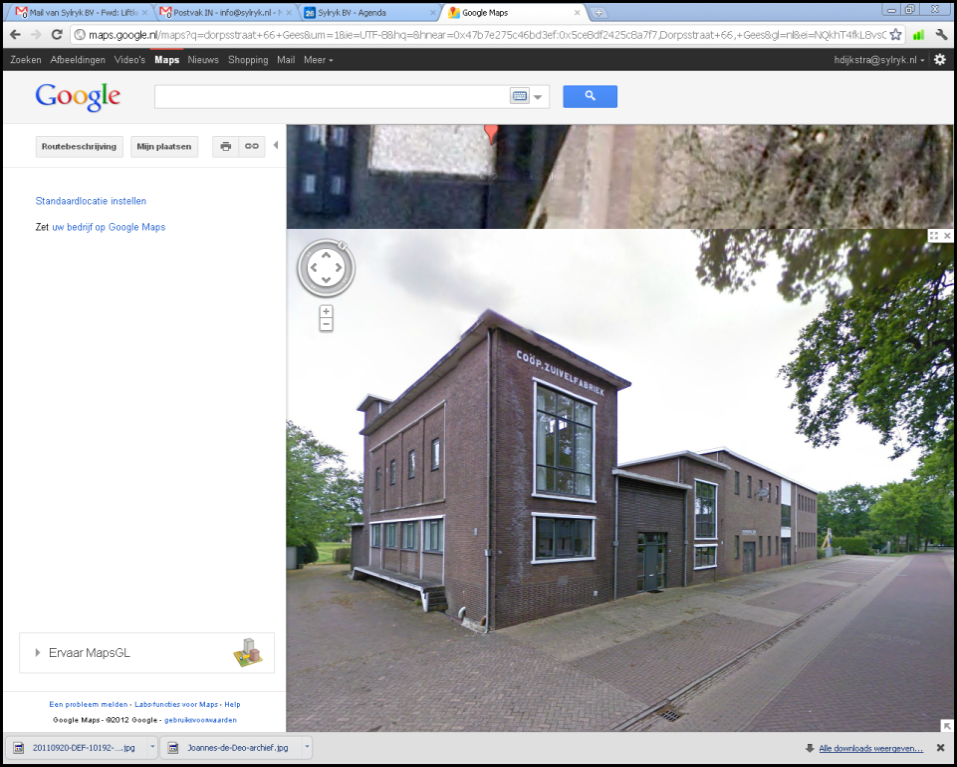 Mail van Sylryk BV - Fwd: Liftk
Postvak IN - info@sylryk.nl - M
26 Sylryk BV - Agenda
Google Maps
maps.google.nl/maps?q=dorpsstraat+66+Gees&um=1&ie=UTF-8&hq=&hnear=0x47b7e275c46bd3ef:0x5ce8df2425c8a7f7,Dorpsstraat+66,+Gees&gl=nl&ei=NQkhT4fkL8vsO
Zoeken Afbeeldingen Video's Maps Nieuws Shopping Mail Meer
hdijkstra@sylryk.nl
Google
Routebeschrijving Mijn plaatsen
Standaardlocatie instellen
Zet uw bedrijf op Google Maps
COÖP. ZUIVELFABRIEK
Ervaar MapsGL
Een probleem melden - Labs-functies voor Maps - Help
Google Maps - ©2012 Google - gebruiksvoorwaarden
20110920-DEF-10192-....jpg
Joannes-de-Deo-archief.jpg
Alle downloads weergeven...